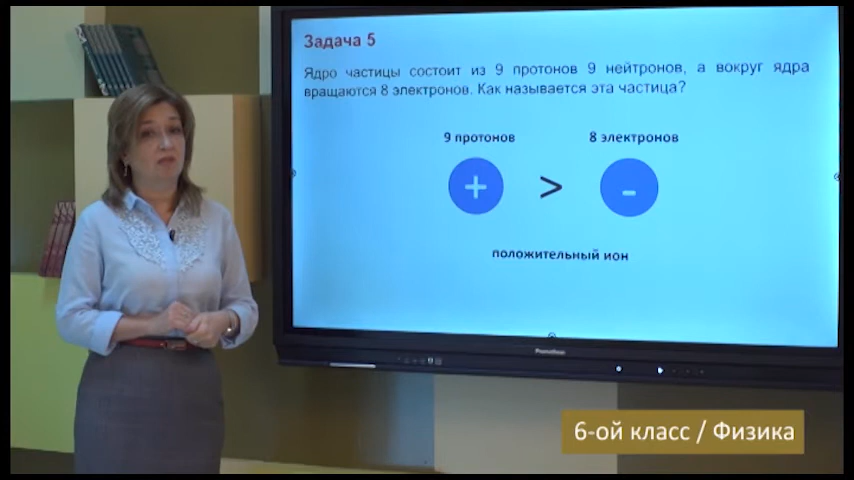 Задача 5
Ядро частицы состоит из 9 протонов 9 нейтронов, а вокруг ядра
вращаются 8 электронов. Как называется эта частица?
9 протонов 8 электронов
+ > -
положительный ион
Promethean
6-ой класс / Физика